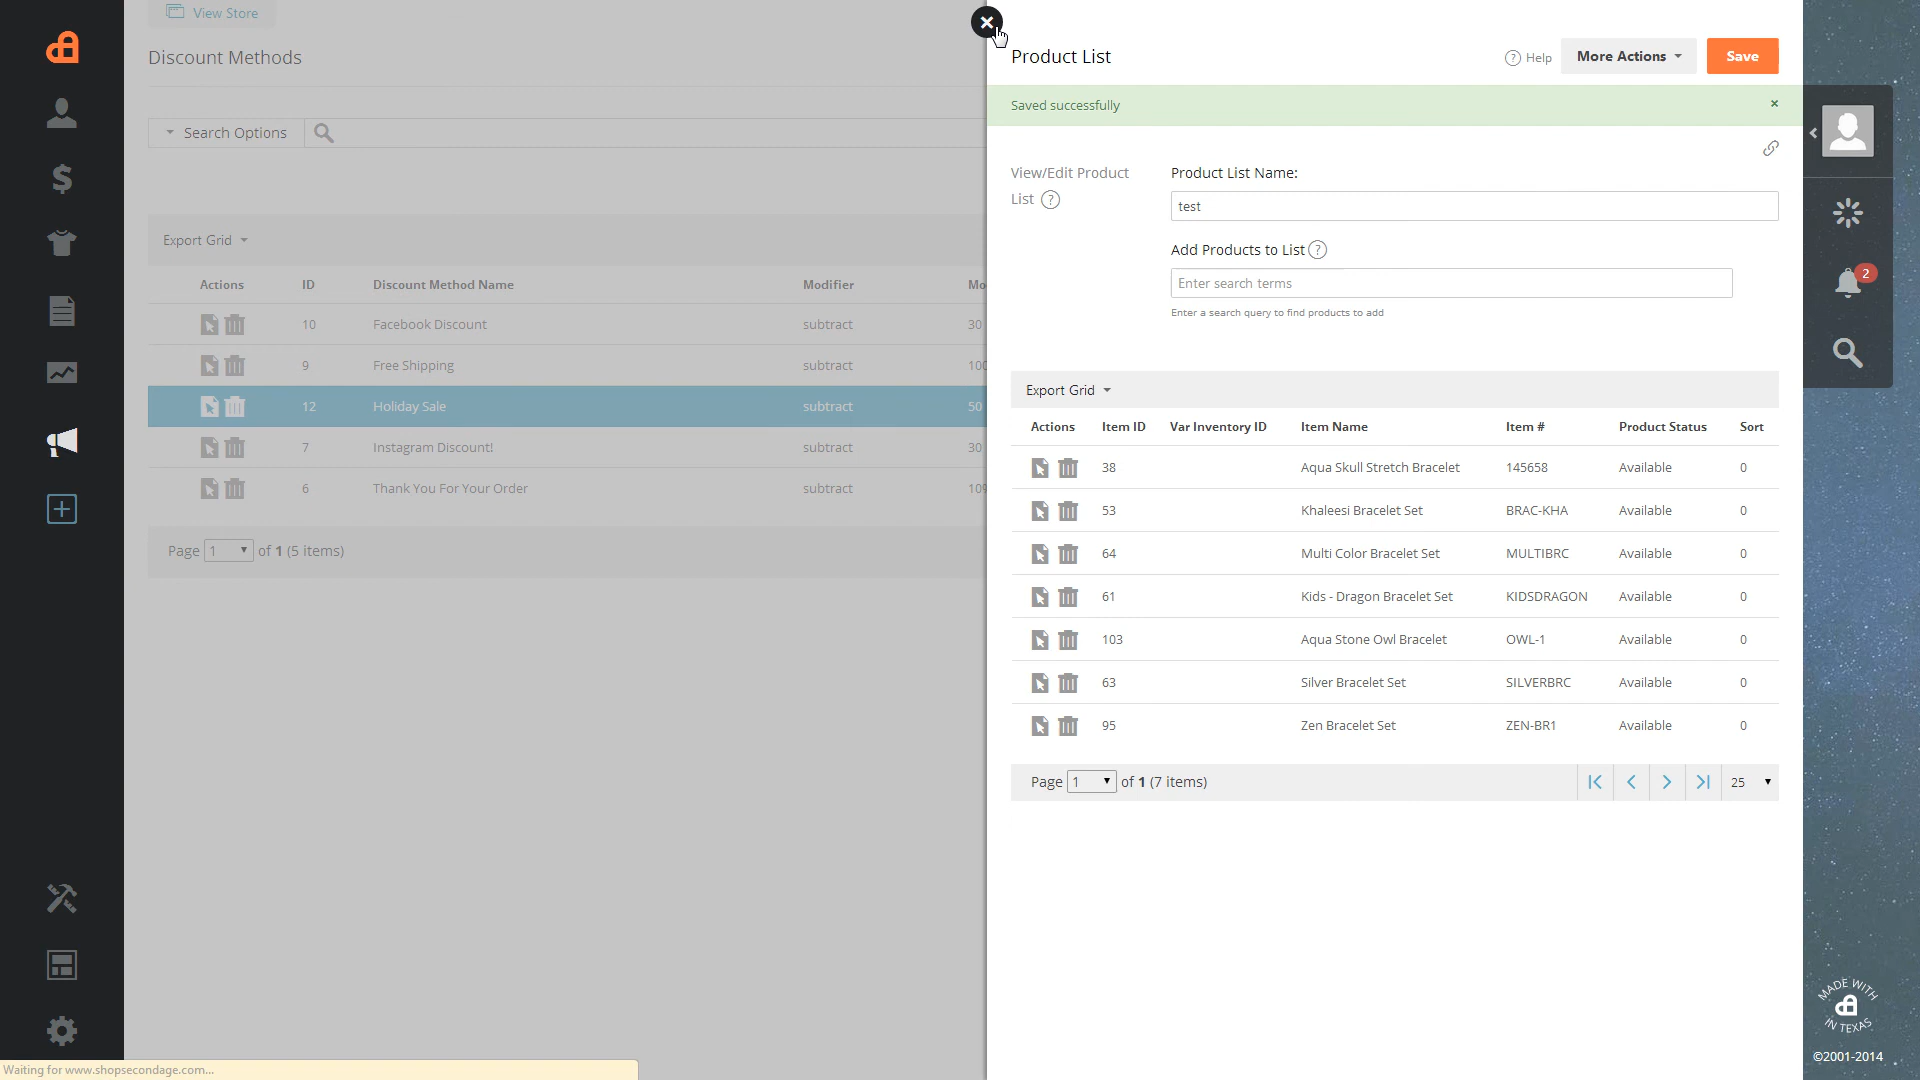 View Store
Discount Methods
Search Options
Export Grid
Actions ID Discount Method Name Modifier Mo
10 Facebook Discount subtract 30
9 Free Shipping subtract 100
12 Holiday Sale subtract 50
7 Instagram Discount! subtract 30
6 Thank You For Your Order subtract 10%
Page 1 of 1 (5 items)
Waiting for www.shopsecondage.com...
Product List
Help
More Actions
Save
Saved successfully
×
View/Edit Product
List ?
Product List Name:
test
Add Products to List ?
Enter search terms
Enter a search query to find products to add
Export Grid
Actions Item ID Var Inventory ID Item Name Item # Product Status Sort
38 Aqua Skull Stretch Bracelet 145658 Available 0
53 Khaleesi Bracelet Set BRAC-KHA Available 0
64 Multi Color Bracelet Set MULTIBRC Available 0
61 Kids - Dragon Bracelet Set KIDSDRAGON Available 0
103 Aqua Stone Owl Bracelet OWL-1 Available 0
63 Silver Bracelet Set SILVERBRC Available 0
95 Zen Bracelet Set ZEN-BR1 Available 0
Page 1 of 1 (7 items)
25
2
MADE WITH
IN TEXAS
©2001-2014